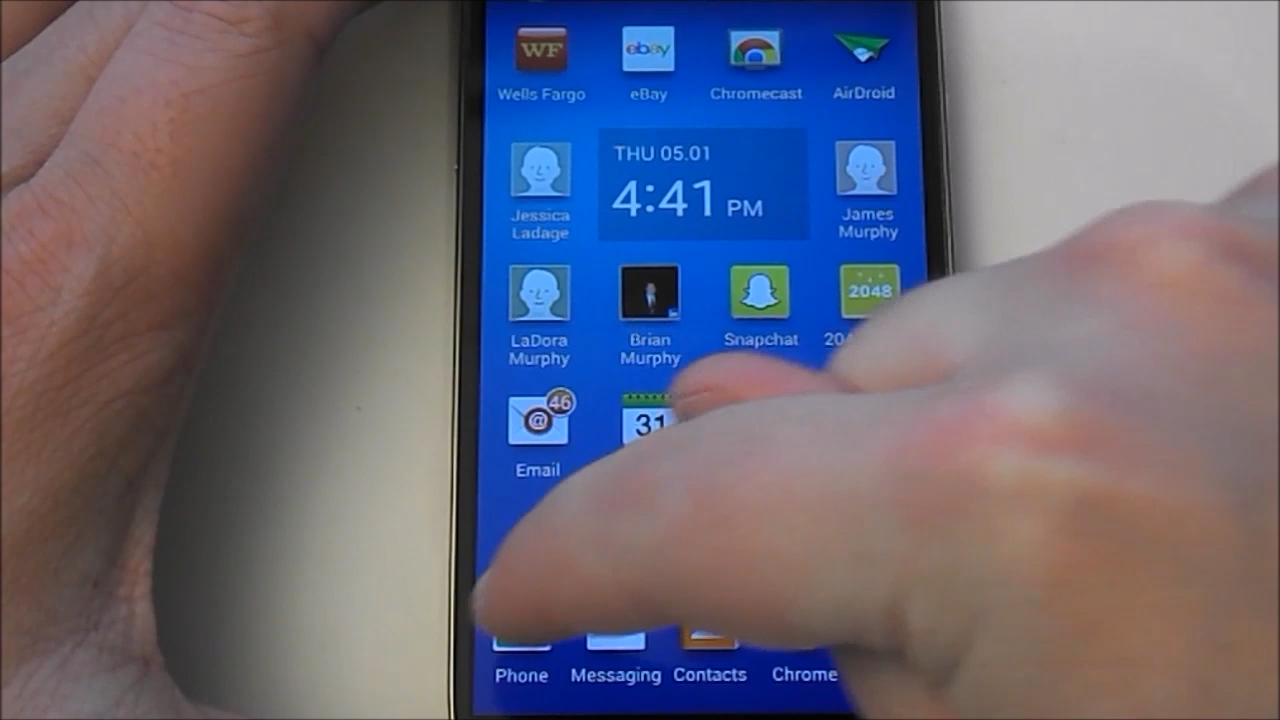 WF
ebay
Wells Fargo
eBay
Chromecast
AirDroid
THU 05.01
4:41 PM
Jessica
Ladage
James
Murphy
2048
LaDora
Murphy
Brian
Murphy
Snapchat
46
@
31
Email
Phone
Messaging
Contacts
Chrome